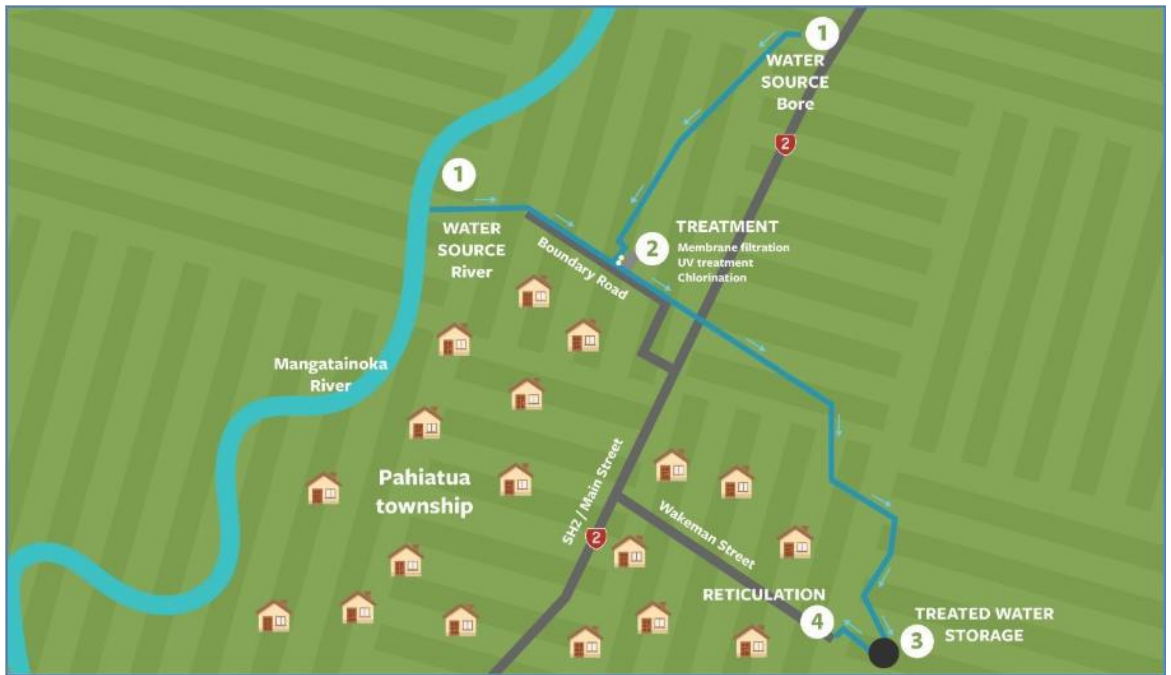 1
WATER
SOURCE
Bore
2
1
WATER
SOURCE
River
2
TREATMENT
Membrane filtration
UV treatment
Chlorination
Boundary Road
Mangatainoka
River
Pahiatua
township
SH2 / Main Street
2
Wakeman Street
RETICULATION
4
3
TREATED WATER
STORAGE